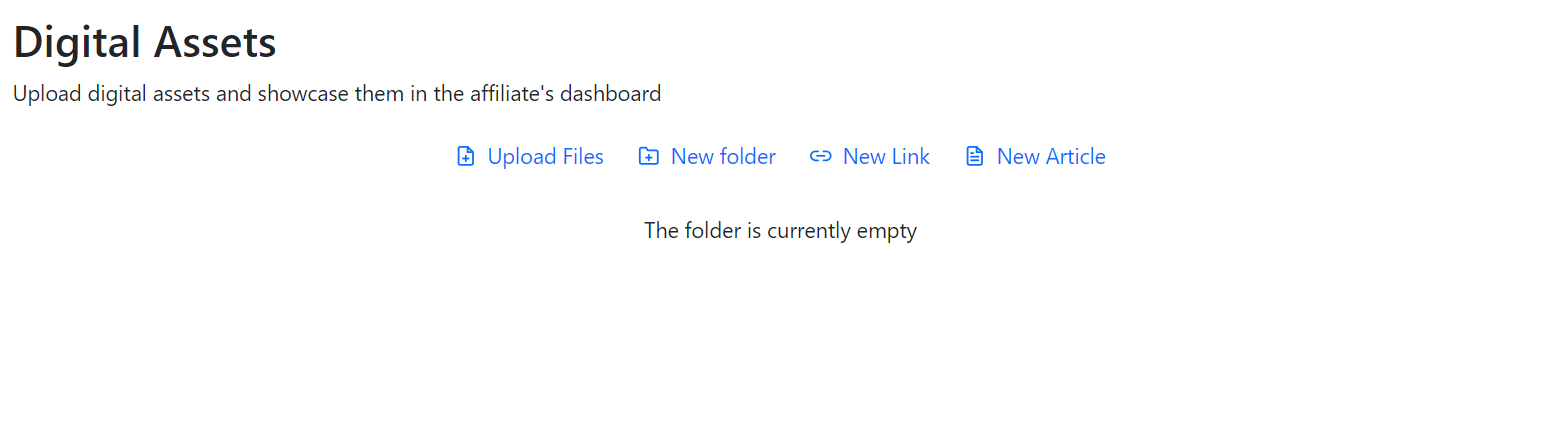 Digital Assets
Upload digital assets and showcase them in the affiliate's dashboard
Upload Files New folder New Link New Article
The folder is currently empty